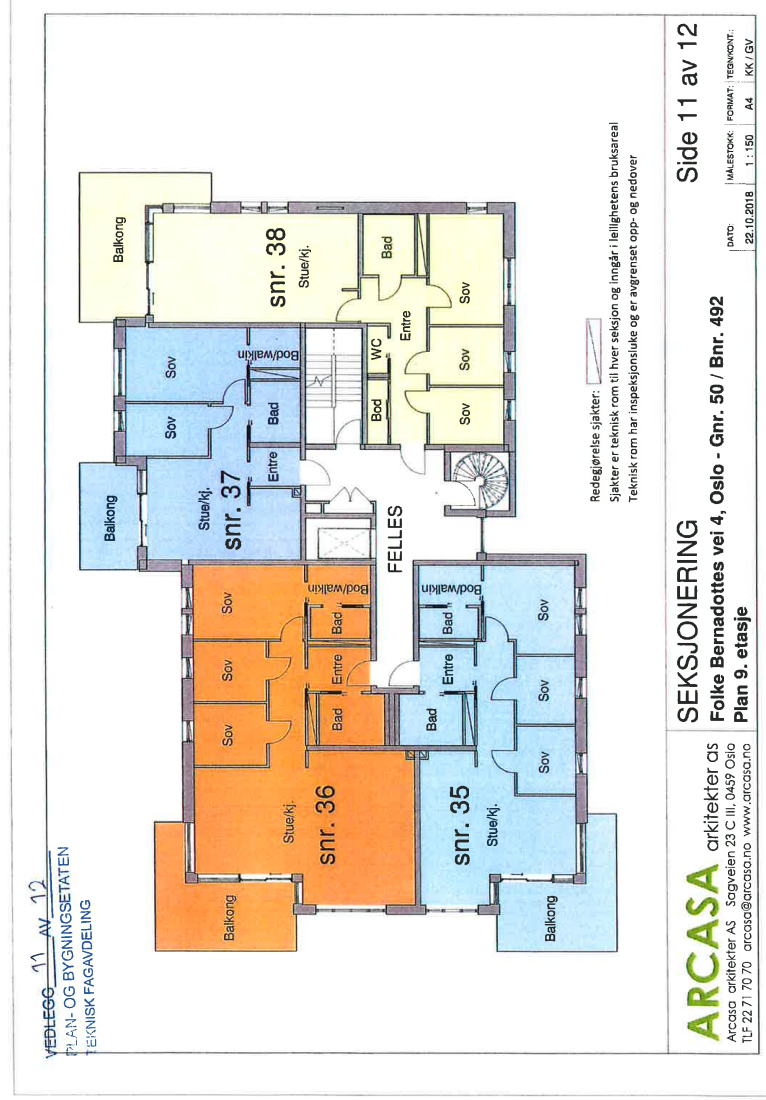 VEDLEGG 11 AV 12
PLAN- OG BYGNINGSETATEN
TEKNISK FAGAVDELING
Balkong
Balkong
Balkong
Balkong
Sov
Sov
Sov
Stue/kj.
snr. 36
Bad
Entre
Bad
Bod/walkin
Stue/kj.
snr. 37
Sov
Sov
Entre
Bad
Bod/walkin
snr. 38
Stue/kj.
Bad
WC
Bod
Entre
Sov
Sov
Sov
FELLES
snr. 35
Stue/kj.
Bad
Entre
Bad
Bod/walkin
Sov
Sov
Sov
Redegjørelse sjakter:
Sjakter er teknisk rom til hver seksjon og inngår i leilighetens bruksareal
Teknisk rom har inspeksjonsluke og er avgrenset opp- og nedover
ARCASA arkitekter as
Arcasa arkitekter AS Sagveien 23 C III, 0459 Oslo
TLF 22 71 70 70 arcasa@arcasa.no www.arcasa.no
SEKSJONERING
Folke Bernadottes vei 4, Oslo - Gnr. 50 / Bnr. 492
Plan 9. etasje
Side 11 av 12
DATO: MÅLESTOKK: FORMAT: TEGN/KONT.:
22.10.2018 1 : 150 A4 KK / GV